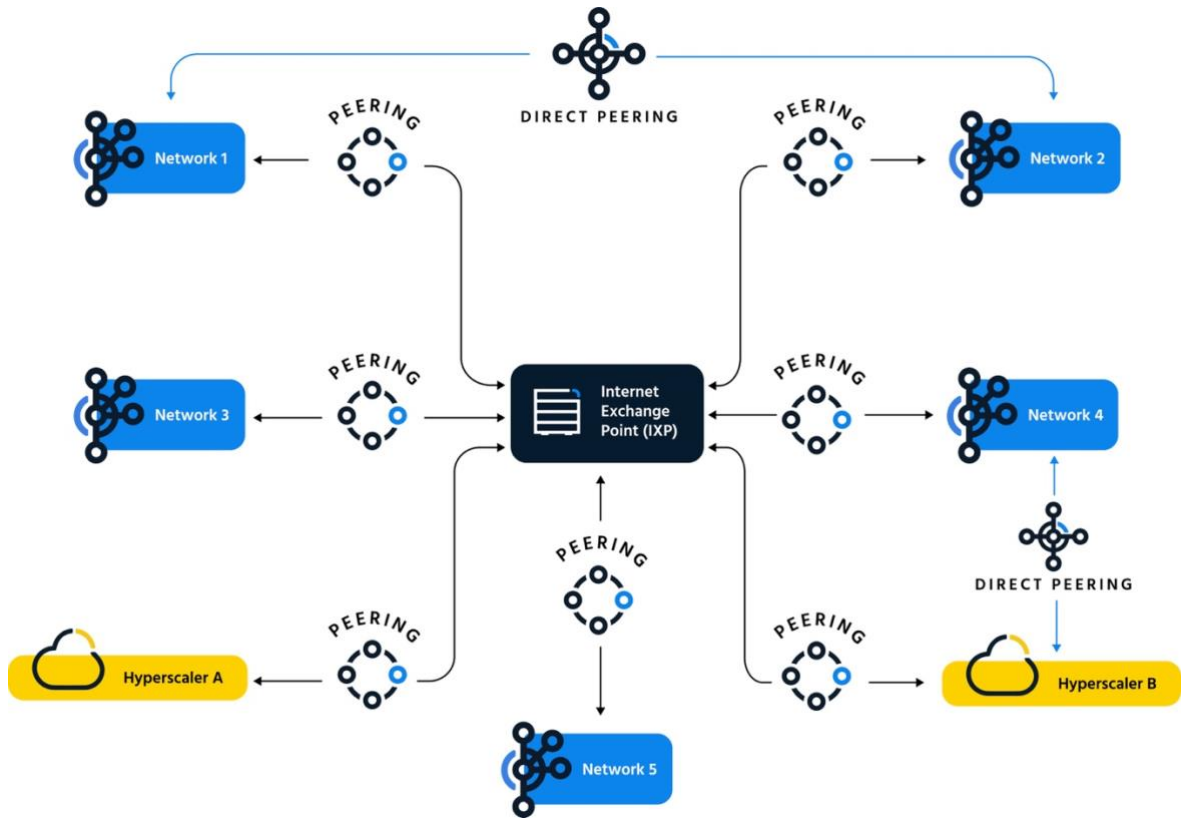 DIRECT PEERING
PEERING
PEERING
Network 1
Network 2
PEERING
PEERING
Network 3
Internet
Exchange
Point (IXP)
Network 4
PEERING
DIRECT PEERING
PEERING
PEERING
Hyperscaler A
Hyperscaler B
Network 5